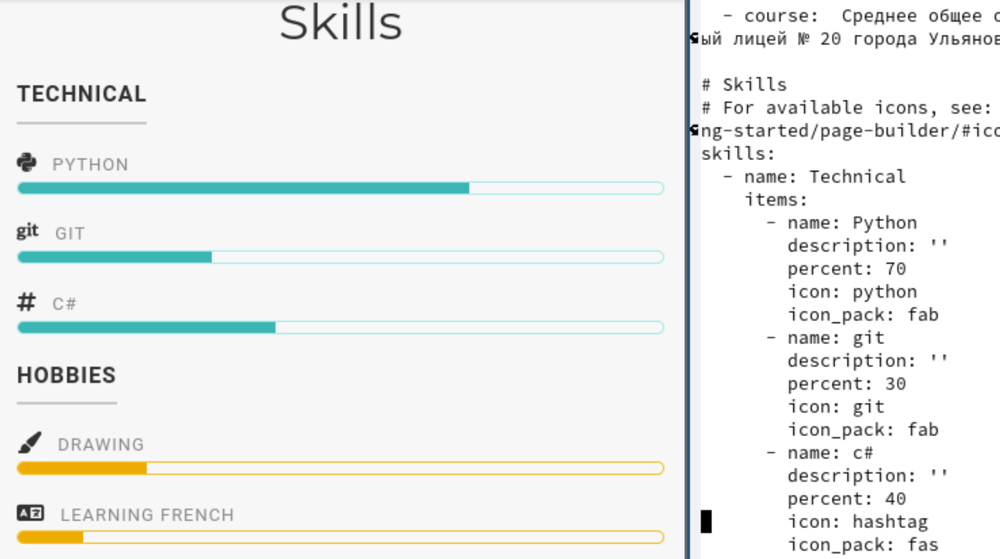 Skills
TECHNICAL
PYTHON
git GIT
# C#
HOBBIES
DRAWING
LEARNING FRENCH
- course:  Среднее общее
ый лицей № 20 города
# Skills
# For available icons, see:
ng-started/page-builder/#ico
skills:
- name: Technical
items:
- name: Python
description: ''
percent: 70
icon: python
icon_pack: fab
- name: git
description: ''
percent: 30
icon: git
icon_pack: fab
- name: c#
description: ''
percent: 40
icon: hashtag
icon_pack: fas